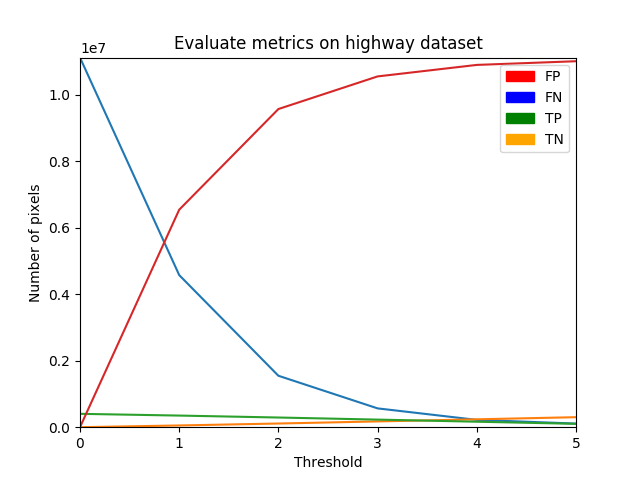 Evaluate metrics on highway dataset
1e7
1.0
0.8
0.6
0.4
0.2
0.0
Number of pixels
FP
FN
TP
TN
0 1 2 3 4 5
Threshold